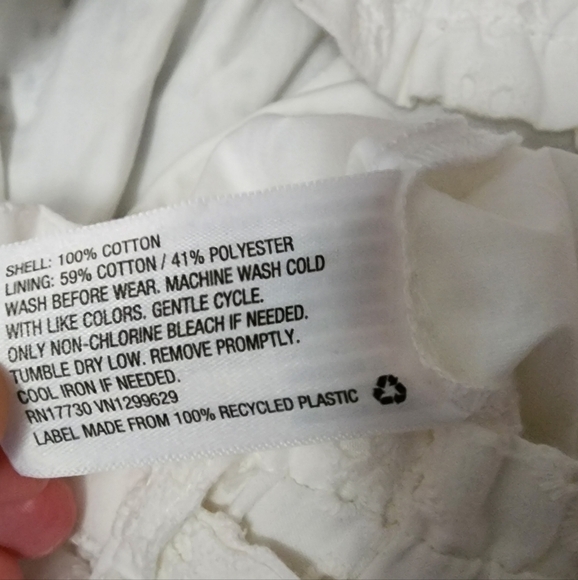 SHELL: 100% COTTON
LINING: 59% COTTON / 41% POLYESTER
WASH BEFORE WEAR. MACHINE WASH COLD
WITH LIKE COLORS. GENTLE CYCLE.
ONLY NON-CHLORINE BLEACH IF NEEDED.
TUMBLE DRY LOW. REMOVE PROMPTLY.
COOL IRON IF NEEDED.
RN17730 VN1299629
LABEL MADE FROM 100% RECYCLED PLASTIC